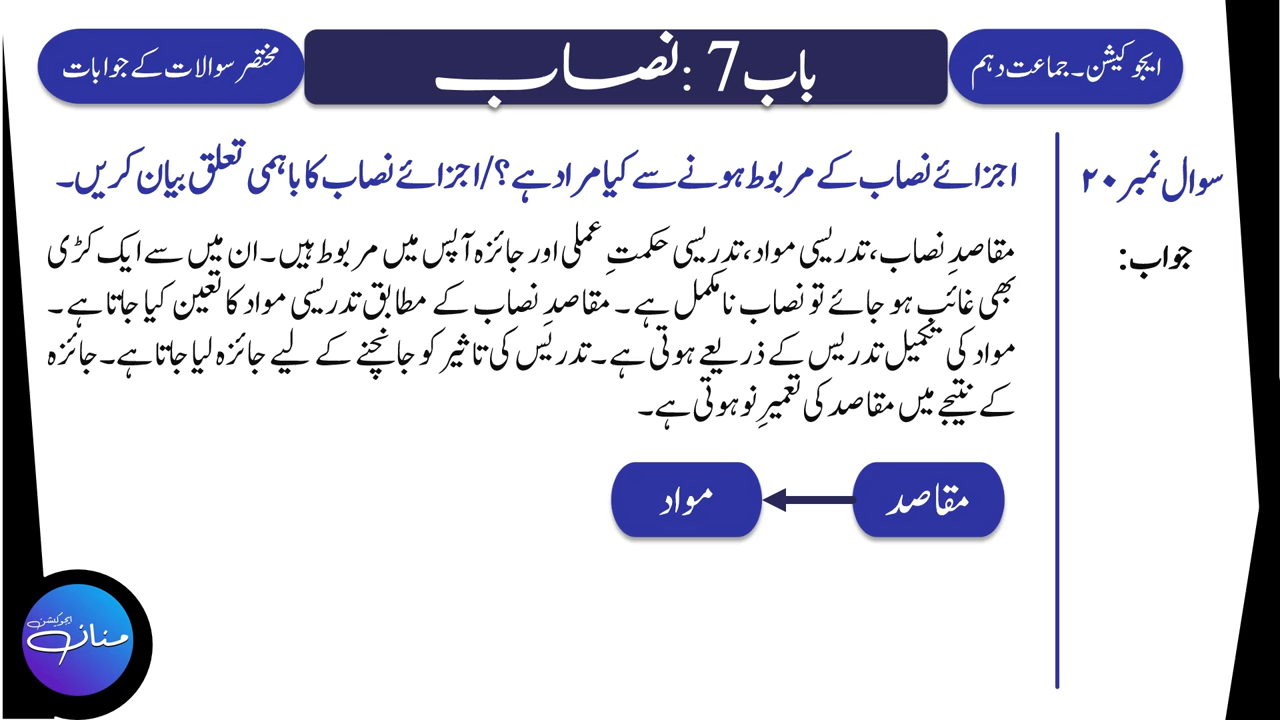 ایجوکیشن۔ جماعت دہم
باب 7 : نصاب
مختصر سوالات کے جوابات
سوال نمبر ۲۰
اجزائے نصاب کے مربوط ہونے سے کیا مراد ہے؟/اجزائے نصاب کا باہمی تعلق بیان کریں۔
جواب:
مقاصدِ نصاب، تدریسی مواد، تدریسی حکمتِ عملی اور جائزہ آپس میں مربوط ہیں۔ ان میں سے ایک کڑی
بھی غائب ہو جائے تو نصاب نامکمل ہے۔ مقاصدِ نصاب کے مطابق تدریسی مواد کا تعین کیا جاتا ہے۔
مواد کی تکمیل تدریس کے ذریعے ہوتی ہے۔ تدریس کی تاثیر کو جانچنے کے لیے جائزہ لیا جاتا ہے۔ جائزہ
کے نتیجے میں مقاصد کی تعمیرِ نو ہوتی ہے۔
مقاصد
مواد
ایجوکیشن
منان